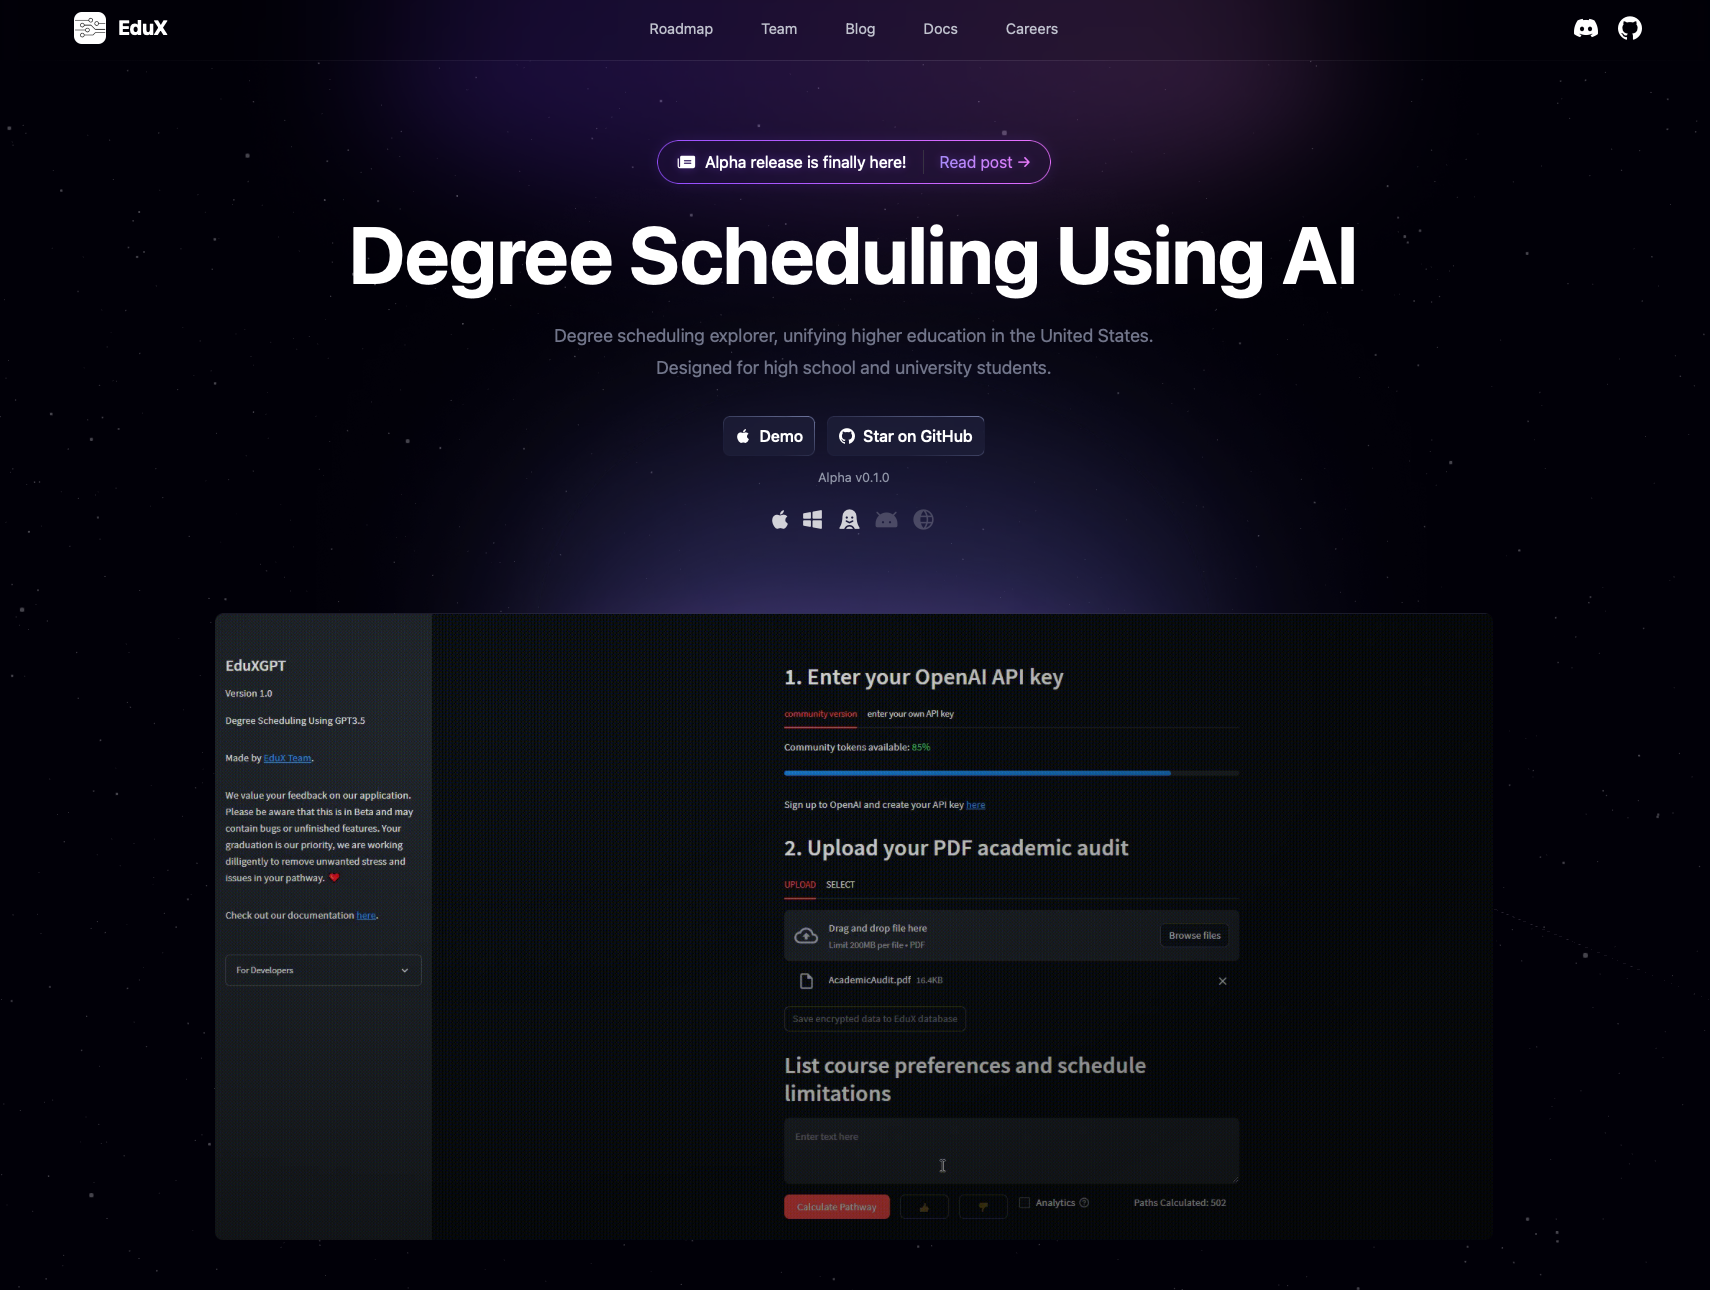 EduX
Roadmap Team Blog Docs Careers
Alpha release is finally here! Read post →
Degree Scheduling Using AI
Degree scheduling explorer, unifying higher education in the United States.
Designed for high school and university students.
Demo Star on GitHub
Alpha v0.1.0
EduXGPT
Version 1.0
Degree Scheduling Using GPT3.5
Made by EduX Team.
We value your feedback on our application.
Please be aware that this is in Beta and may
contain bugs or unfinished features. Your
graduation is our priority, we are working
dilligently to remove unwanted stress and
issues in your pathway. ❤️
Check out our documentation here.
For Developers
1. Enter your OpenAI API key
community version enter your own API key
Community tokens available: 85%
Sign up to OpenAI and create your API key here
2. Upload your PDF academic audit
UPLOAD SELECT
Drag and drop file here
Limit 200MB per file • PDF
Browse files
AcademicAudit.pdf 16.4KB
Save encrypted data to EduX database
List course preferences and schedule
limitations
Enter text here
Calculate Pathway 👍 👎 Analytics Paths Calculated: 502